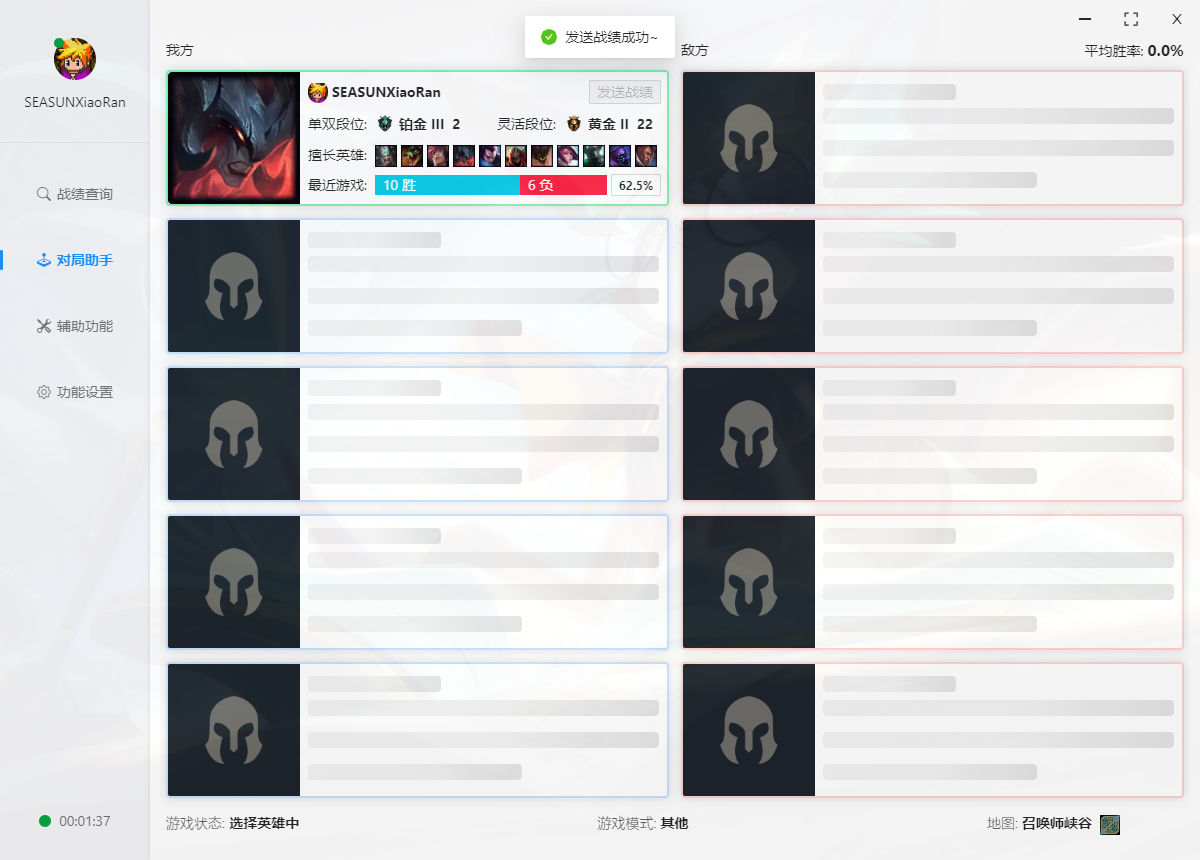 发送战绩成功~
SEASUNXiaoRan
战绩查询
对局助手
辅助功能
功能设置
00:01:37
我方
敌方
平均胜率: 0.0%
SEASUNXiaoRan
发送战绩
单双段位: 铂金 III 2 灵活段位: 黄金 II 22
擅长英雄:
最近游戏: 10 胜 6 负 62.5%
游戏状态: 选择英雄中
游戏模式: 其他
地图: 召唤师峡谷